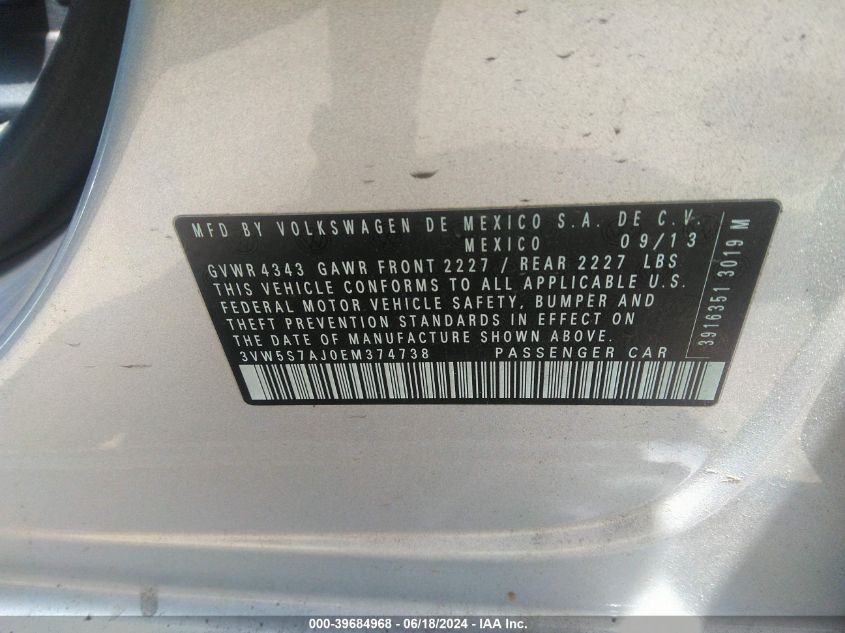 MFD BY VOLKSWAGEN DE MEXICO S.A. DE C.V.
MEXICO 09/13
GVWR 4343 GAWR FRONT 2227 / REAR 2227 LBS
THIS VEHICLE CONFORMS TO ALL APPLICABLE U.S.
FEDERAL MOTOR VEHICLE SAFETY, BUMPER AND
THEFT PREVENTION STANDARDS IN EFFECT ON
THE DATE OF MANUFACTURE SHOWN ABOVE.
3VW5S7AJ0EM374738 PASSENGER CAR
3916351 3019 M
000-39684968 - 06/18/2024 - IAA Inc.